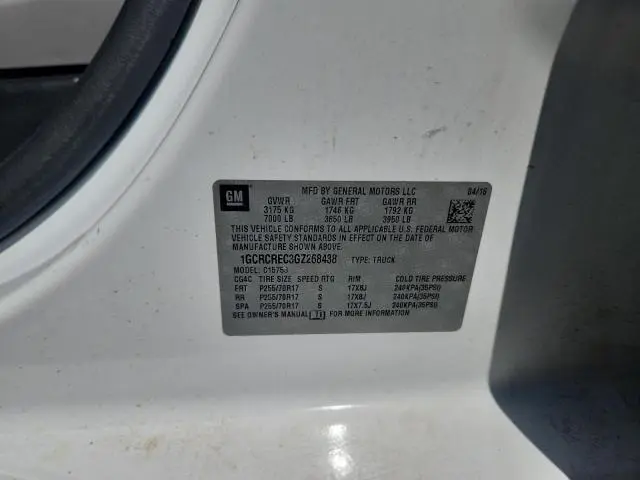 GM
MFD BY GENERAL MOTORS LLC 04/16
GVWR GAWR FRT GAWR RR
3175 KG 1746 KG 1792 KG
7000 LB 3850 LB 3950 LB
THIS VEHICLE CONFORMS TO ALL APPLICABLE U.S. FEDERAL MOTOR
VEHICLE SAFETY STANDARDS IN EFFECT ON THE DATE OF
MANUFACTURE SHOWN ABOVE.
1GCRCREC3GZ268438 TYPE: TRUCK
MODEL: C15753
CG4C TIRE SIZE SPEED RTG RIM COLD TIRE PRESSURE
FRT P255/70R17 S 17X8J 240KPA(35PSI)
RR P255/70R17 S 17X8J 240KPA(35PSI)
SPA P255/70R17 S 17X7.5J 240KPA(35PSI)
SEE OWNER'S MANUAL FOR MORE INFORMATION.